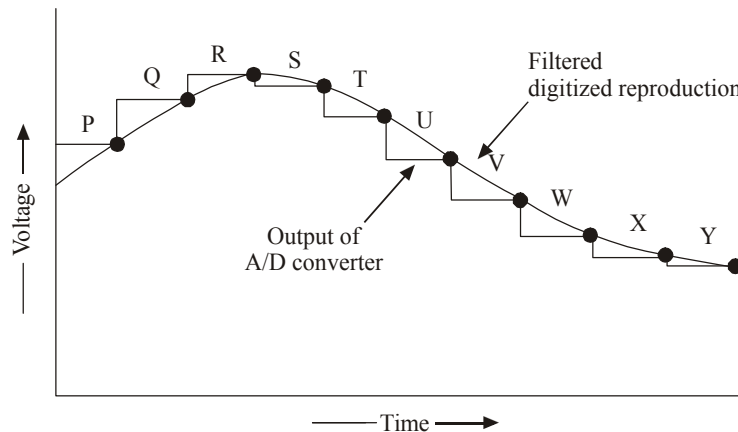 P
Q
R
S
T
U
V
W
X
Y
Filtered
digitized reproduction
Output of
A/D converter
Voltage
Time